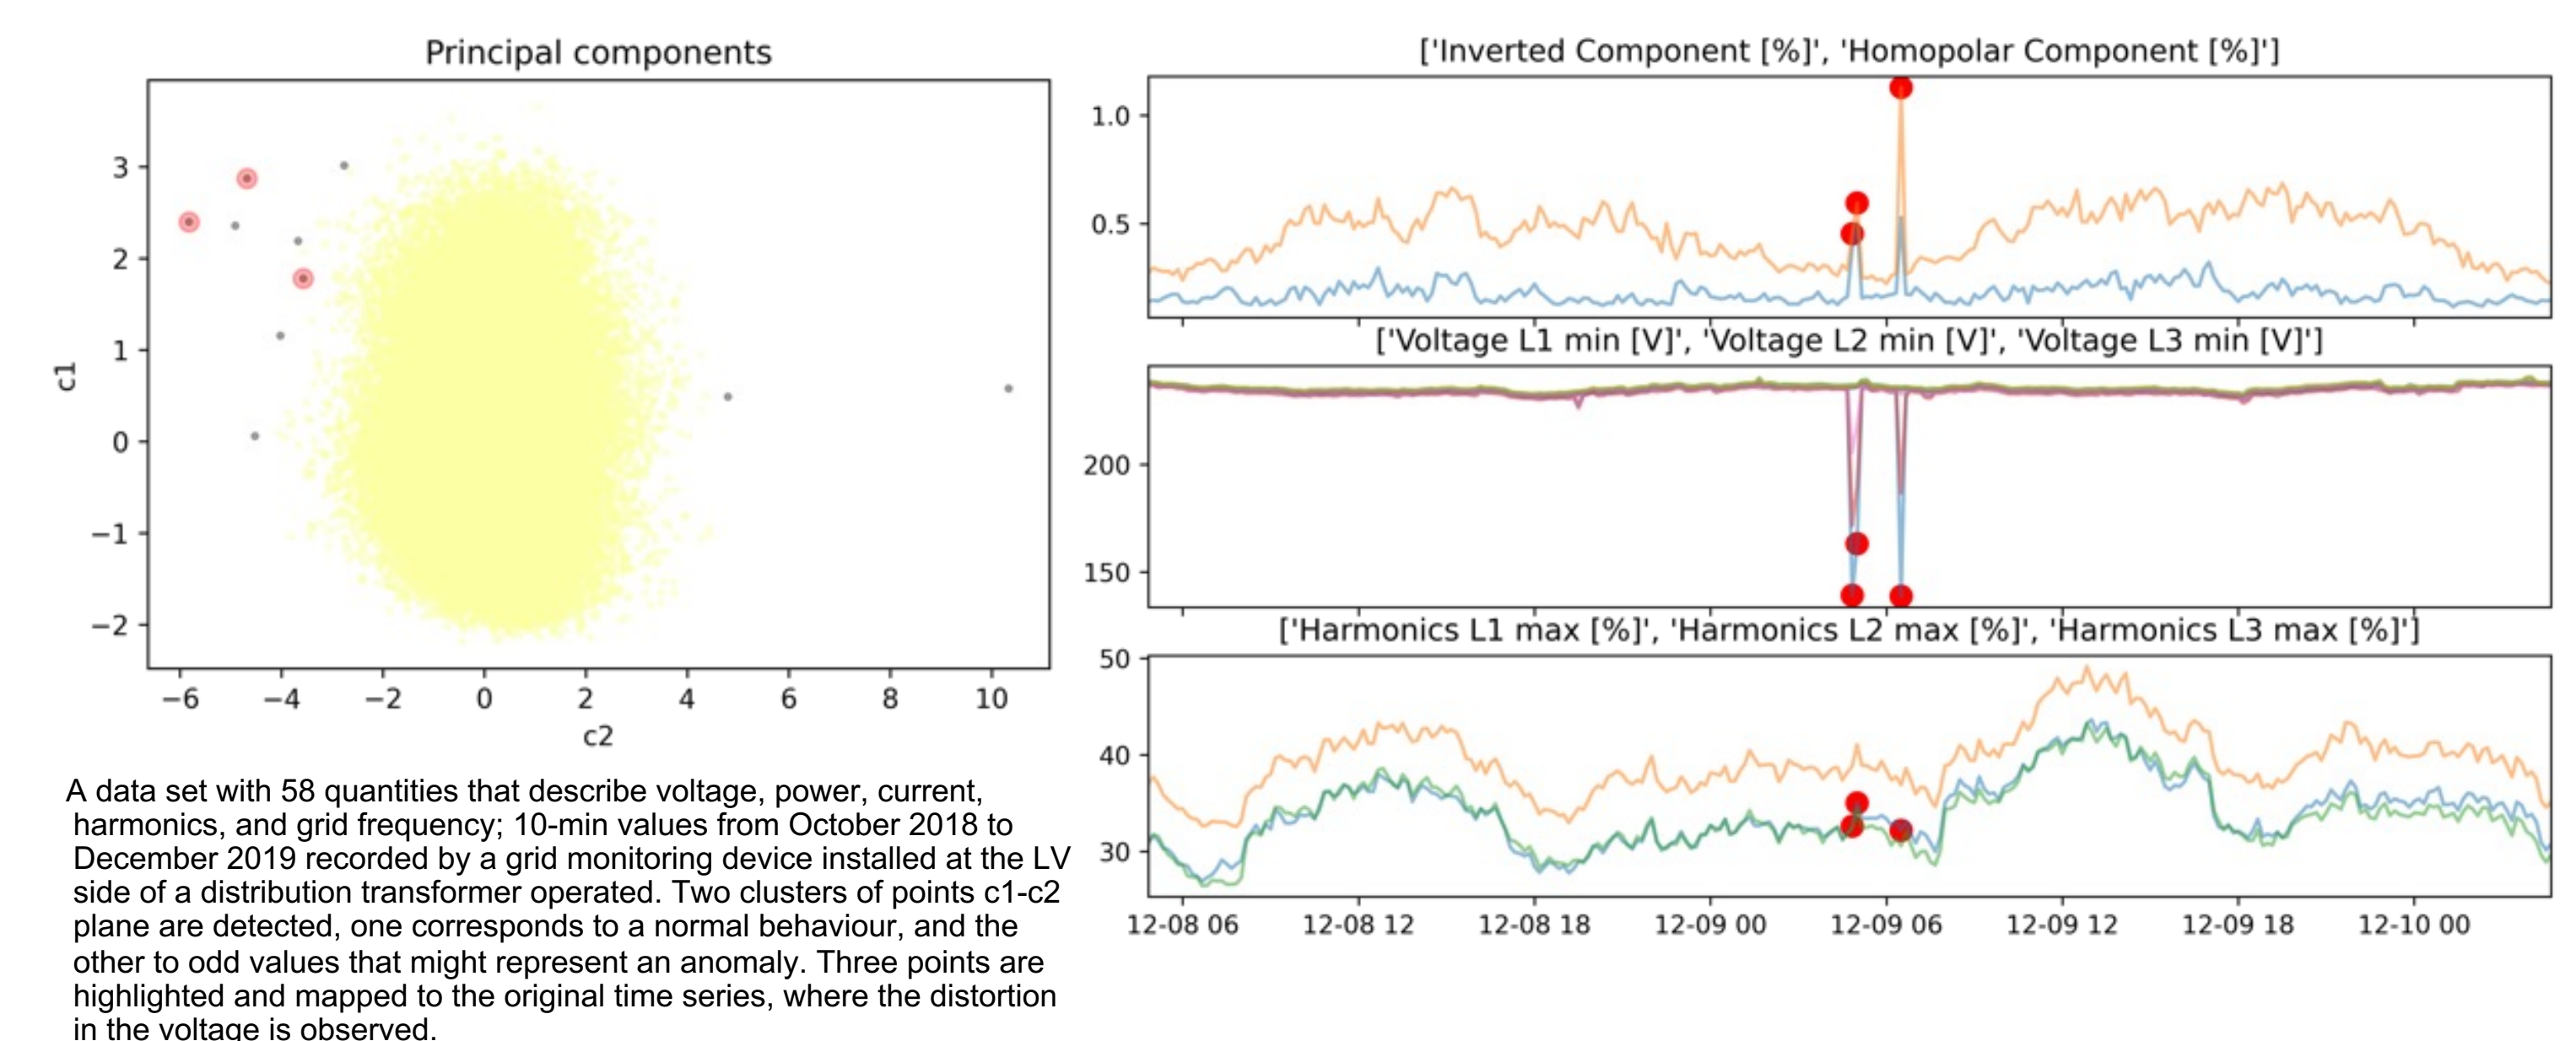 Principal components
3
2
1
0
−1
−2
c1
−6 −4 −2 0 2 4 6 8 10
c2
A data set with 58 quantities that describe voltage, power, current,
harmonics, and grid frequency; 10-min values from October 2018 to
December 2019 recorded by a grid monitoring device installed at the LV
side of a distribution transformer operated. Two clusters of points c1-c2
plane are detected, one corresponds to a normal behaviour, and the
other to odd values that might represent an anomaly. Three points are
highlighted and mapped to the original time series, where the distortion
in the voltage is observed.
['Inverted Component [%]', 'Homopolar Component [%]']
1.0
0.5
['Voltage L1 min [V]', 'Voltage L2 min [V]', 'Voltage L3 min [V]']
200
150
['Harmonics L1 max [%]', 'Harmonics L2 max [%]', 'Harmonics L3 max [%]']
50
40
30
12-08 06 12-08 12 12-08 18 12-09 00 12-09 06 12-09 12 12-09 18 12-10 00